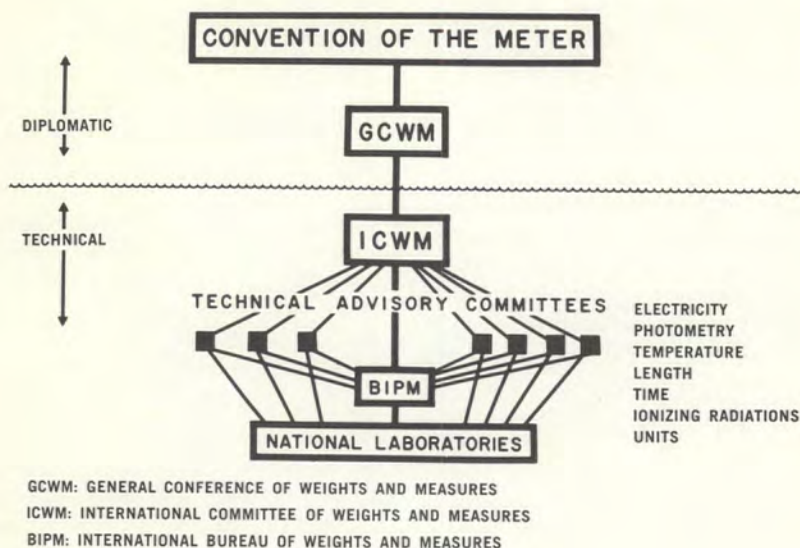 CONVENTION OF THE METER
DIPLOMATIC
GCWM
TECHNICAL
ICWM
TECHNICAL ADVISORY COMMITTEES
ELECTRICITY
PHOTOMETRY
TEMPERATURE
LENGTH
TIME
IONIZING RADIATIONS
UNITS
BIPM
NATIONAL LABORATORIES
GCWM: GENERAL CONFERENCE OF WEIGHTS AND MEASURES
ICWM: INTERNATIONAL COMMITTEE OF WEIGHTS AND MEASURES
BIPM: INTERNATIONAL BUREAU OF WEIGHTS AND MEASURES